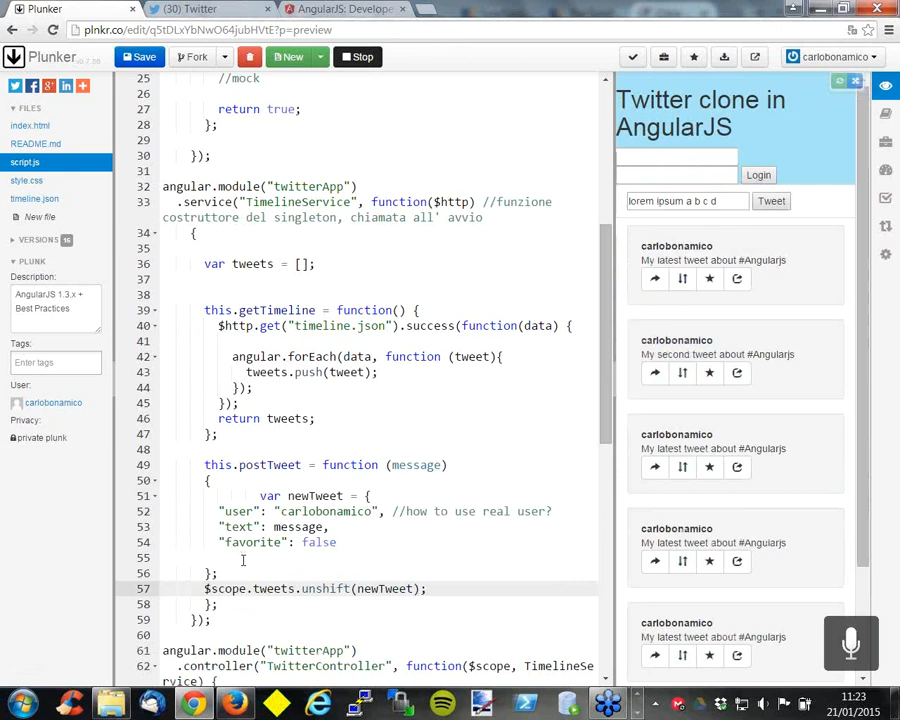 Plunker
(30) Twitter
AngularJS: Develope
plnkr.co/edit/q5tDLxYbNwO64jubHVtE?p=preview
Plunker
Save
Fork
New
Stop
carlobonamico
FILES
index.html
README.md
script.js
style.css
timeline.json
New file
VERSIONS 16
PLUNK
Description:
AngularJS 1.3.x +
Best Practices
Tags:
Enter tags
User:
carlobonamico
Privacy:
private plunk
25 //mock
26
27 return true;
28 };
29
30 });
31
32 angular.module("twitterApp")
33 .service("TimelineService", function($http) //funzione
costruttore del singleton, chiamata all' avvio
34 {
35
36 var tweets = [];
37
38
39 this.getTimeline = function() {
40 $http.get("timeline.json").success(function(data) {
41
42 angular.forEach(data, function (tweet){
43 tweets.push(tweet);
44 });
45 });
46 return tweets;
47 };
48
49 this.postTweet = function (message)
50 {
51 var newTweet = {
52 "user": "carlobonamico", //how to use real user?
53 "text": message,
54 "favorite": false
55
56 };
57 $scope.tweets.unshift(newTweet);
58 };
59 });
60
61 angular.module("twitterApp")
62 .controller("TwitterController", function($scope, TimelineSe
rvice) {
Twitter clone in
AngularJS
Login
lorem ipsum a b c d Tweet
carlobonamico
My latest tweet about #Angularjs
carlobonamico
My second tweet about #Angularjs
carlobonamico
My latest tweet about #Angularjs
carlobonamico
My latest tweet about #Angularjs
carlobonamico
My latest tweet about #Angularjs
11:23
21/01/2015